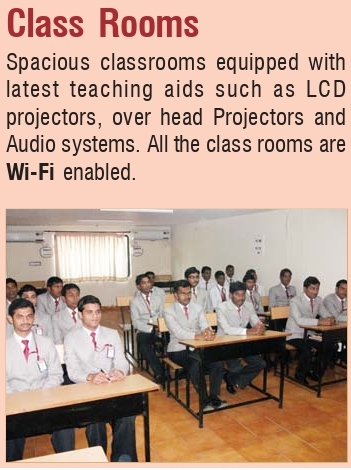 Class Rooms
Spacious classrooms equipped with
latest teaching aids such as LCD
projectors, over head Projectors and
Audio systems. All the class rooms are
Wi-Fi enabled.